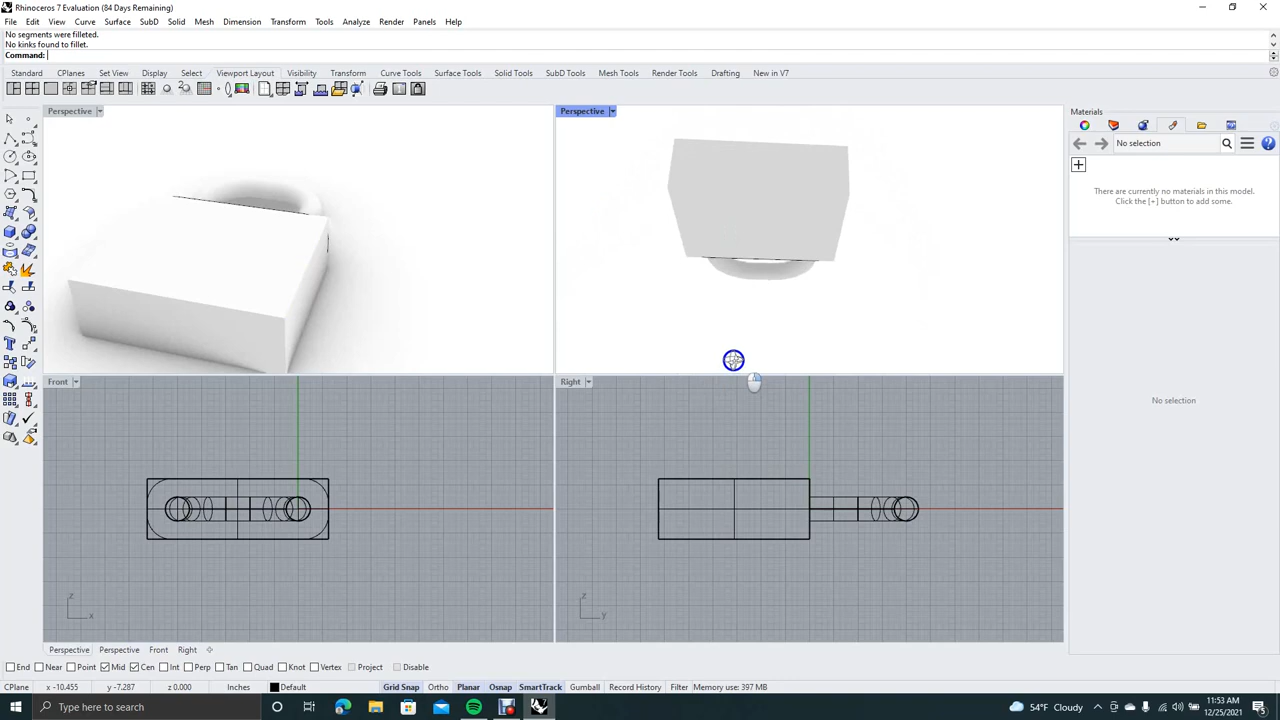 Rhinoceros 7 Evaluation (84 Days Remaining)
File Edit View Curve Surface SubD Solid Mesh Dimension Transform Tools Analyze Render Panels Help
No segments were filleted.
No kinks found to fillet.
Command:
Standard CPlanes Set View Display Select Viewport Layout Visibility Transform Curve Tools Surface Tools Solid Tools SubD Tools Mesh Tools Render Tools Drafting New in V7
Perspective
Perspective
Materials
No selection
There are currently no materials in this model.
Click the [+] button to add some.
No selection
Front
Right
z
x
z
y
Perspective Perspective Front Right
End Near Point Mid Cen Int Perp Tan Quad Knot Vertex Project Disable
CPlane x -10.455 y -7.287 z 0.000 Inches Default Grid Snap Ortho Planar Osnap SmartTrack Gumball Record History Filter Memory use: 397 MB
Type here to search
52°F Cloudy
11:53 AM
12/25/2021